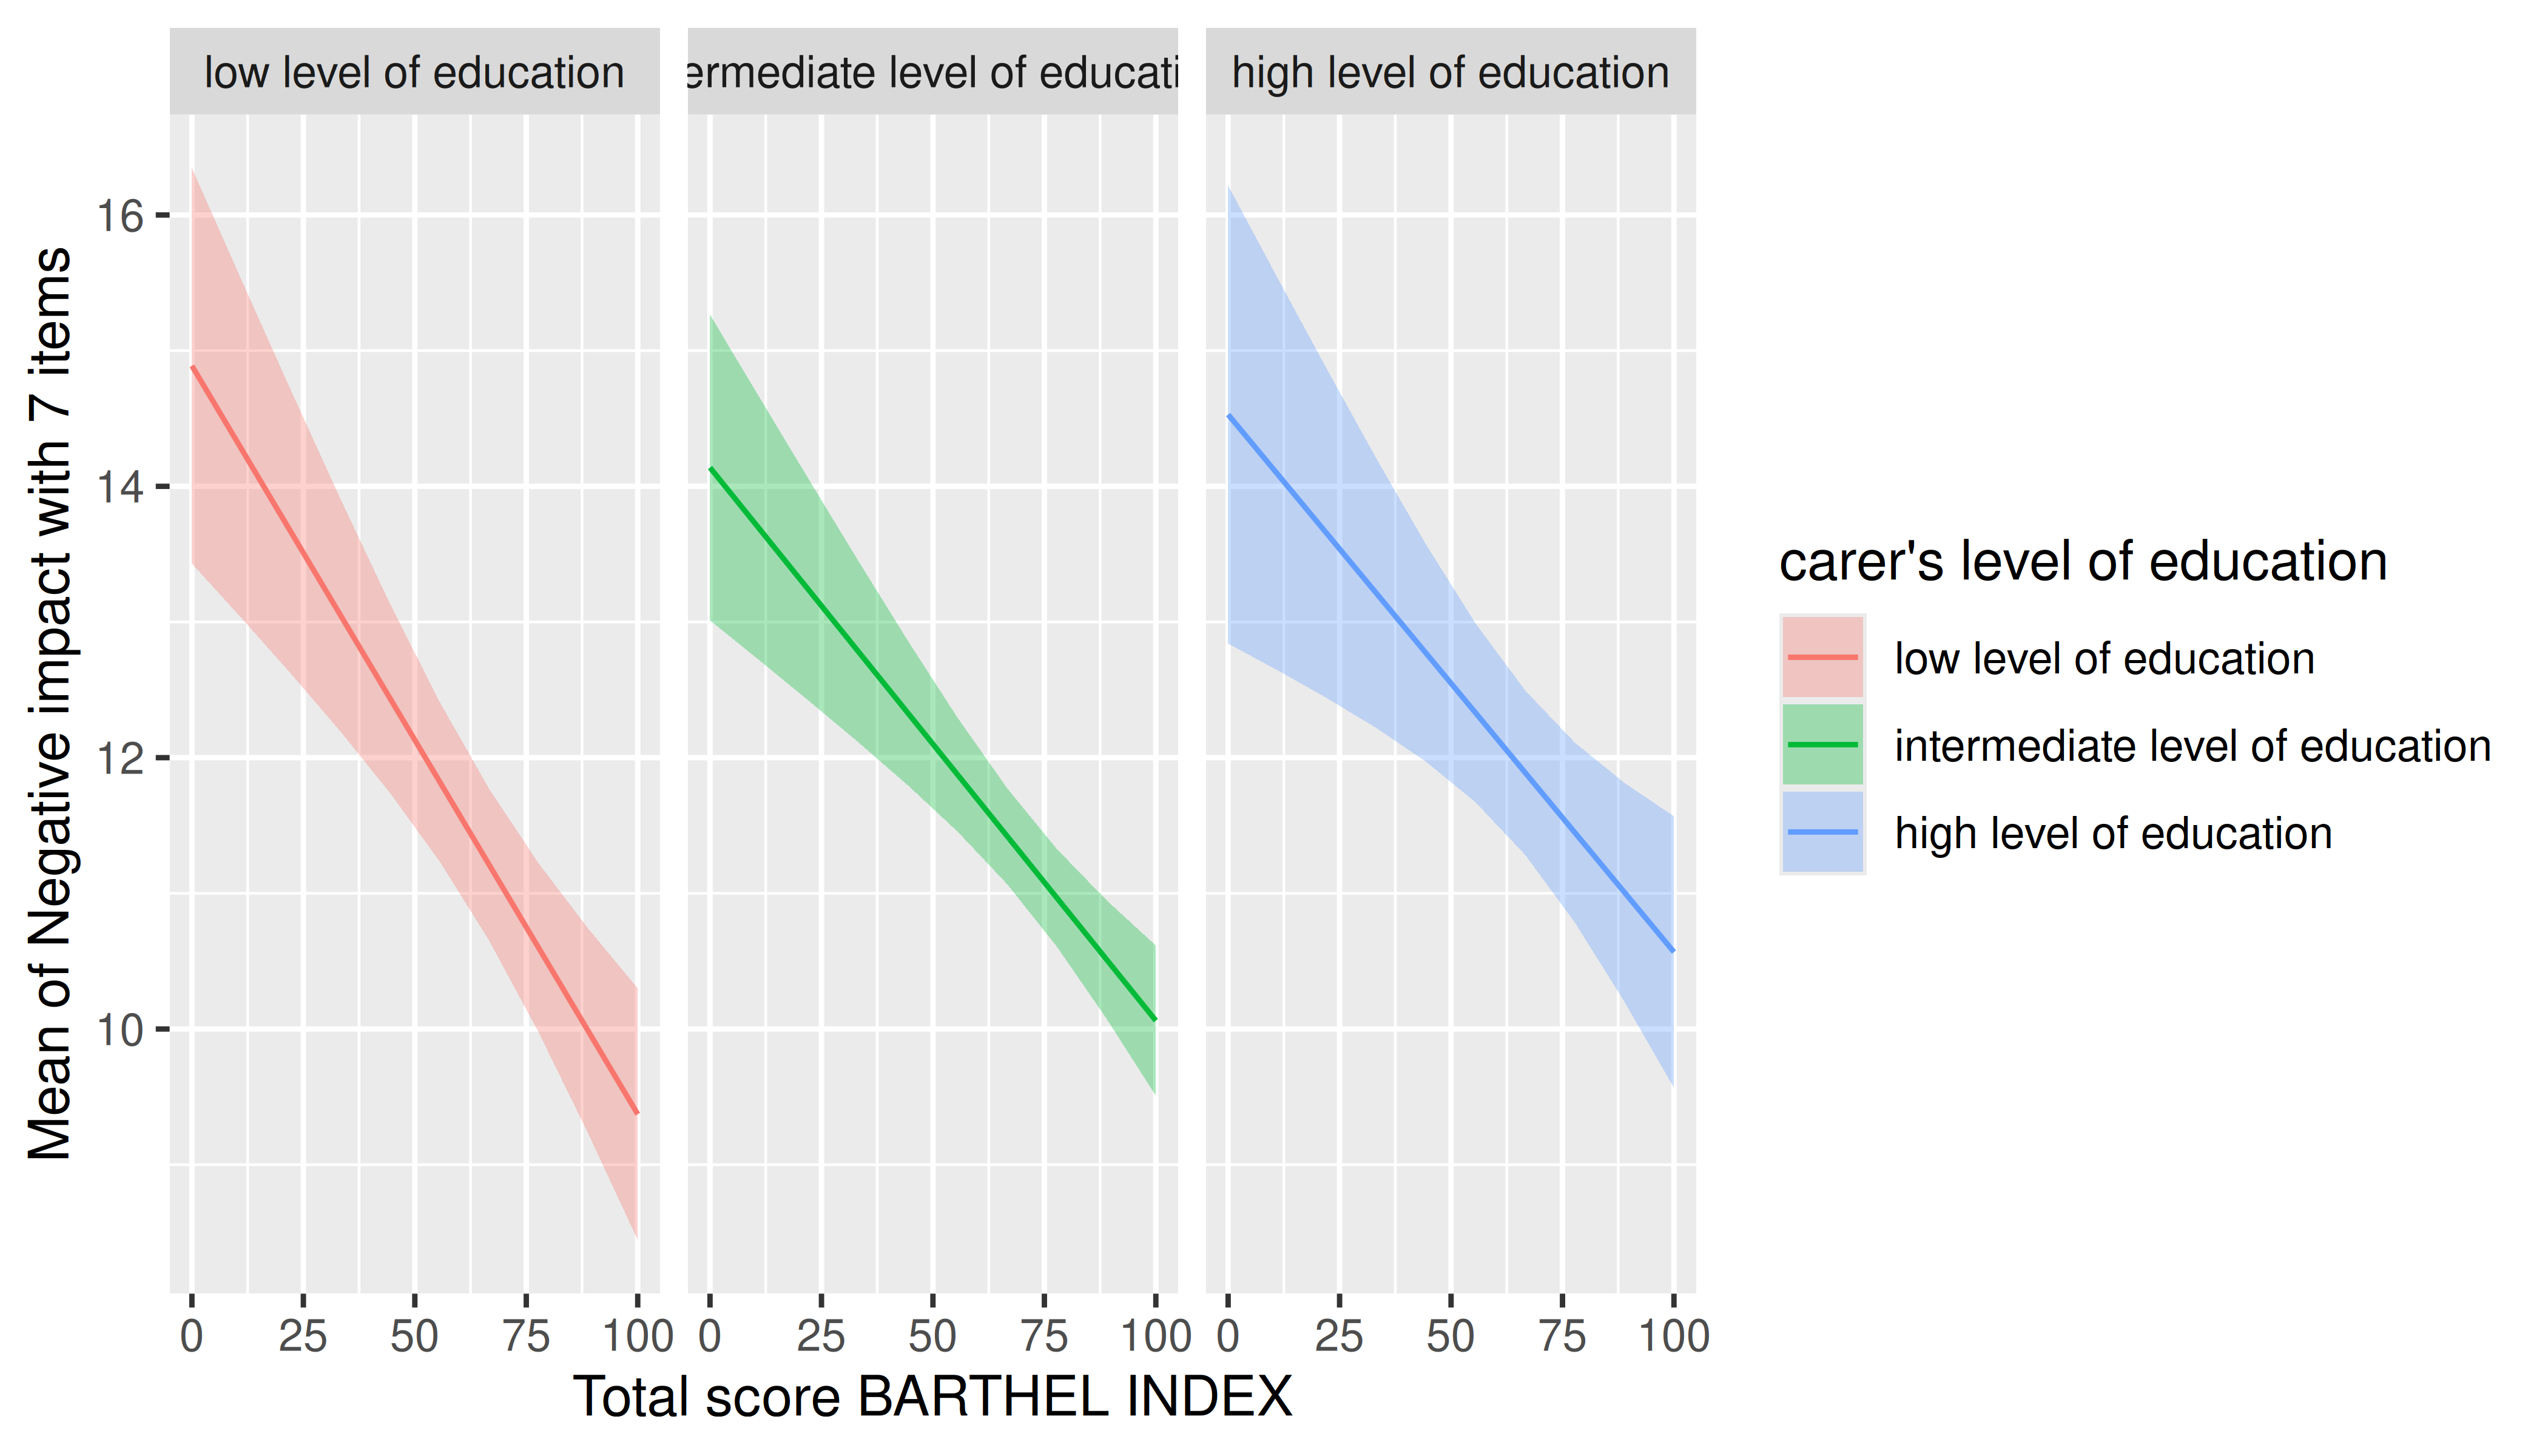 low level of education
ermediate level of educati
high level of education
Mean of Negative impact with 7 items
16
14
12
10
0 25 50 75 100
0 25 50 75 100
0 25 50 75 100
Total score BARTHEL INDEX
carer's level of education
low level of education
intermediate level of education
high level of education